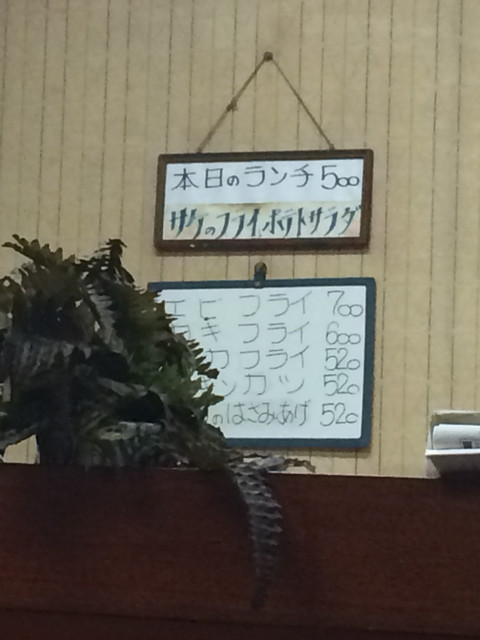 本日のランチ 500
サケのフライ、ポテトサラダ
エビフライ 700
キフライ 600
カフライ 520
ンカツ 520
のはさみあげ 520